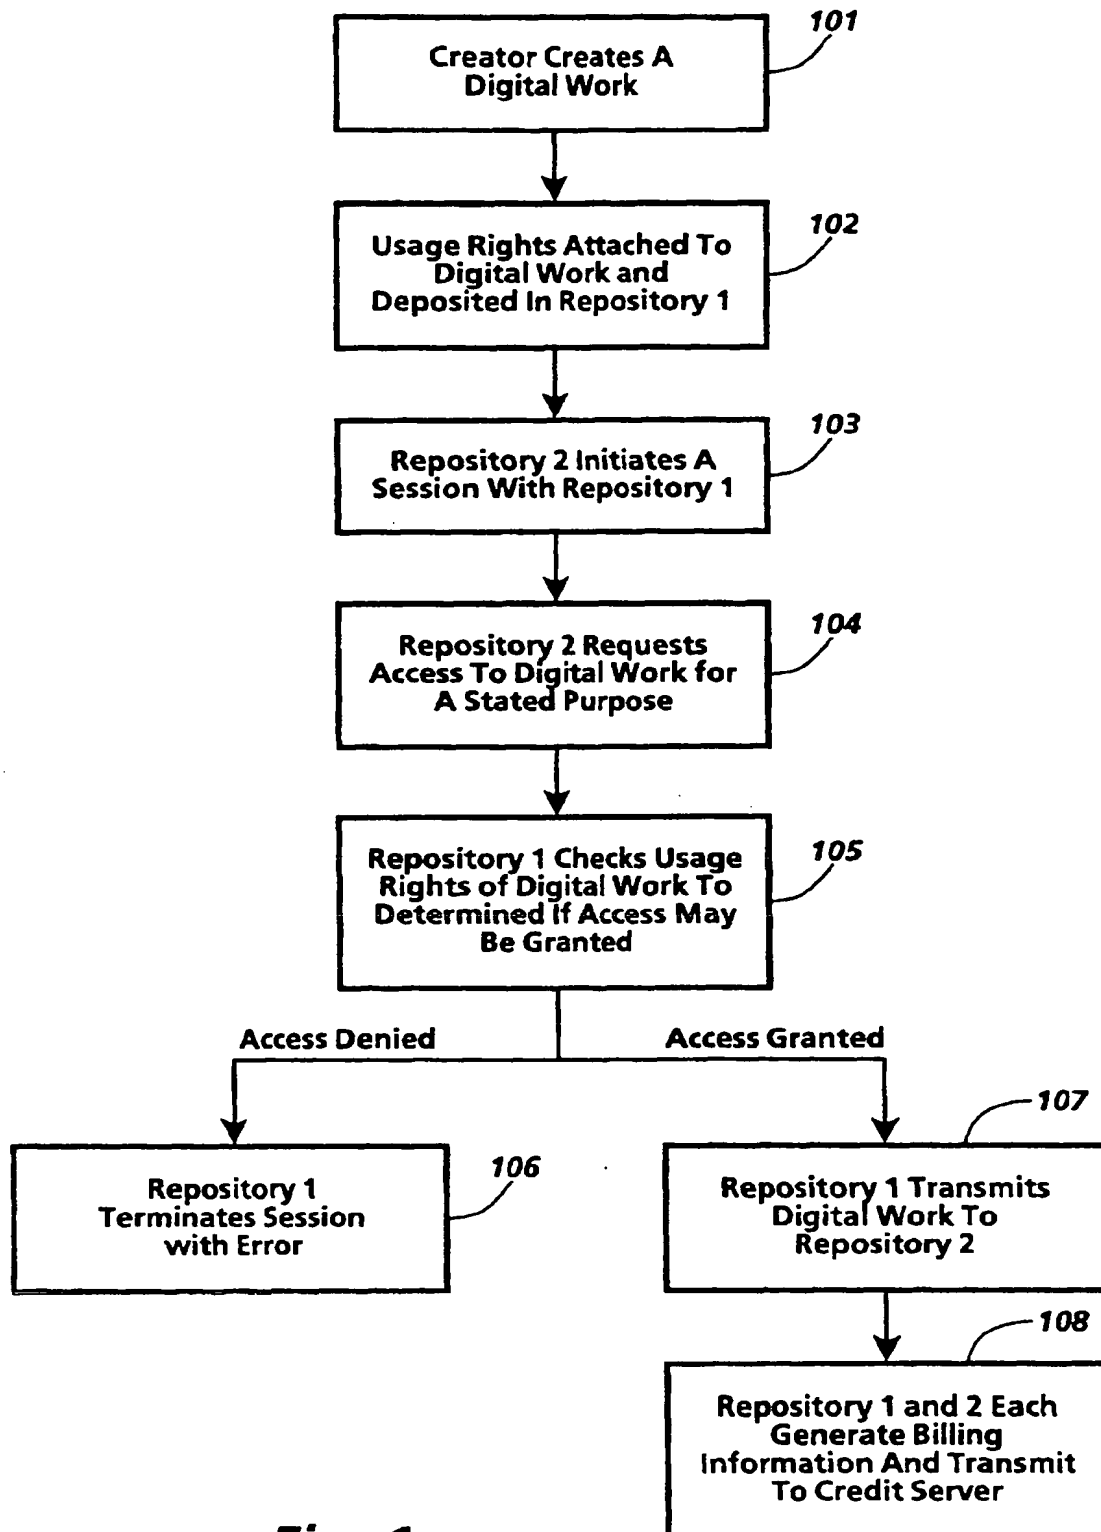 101
Creator Creates A
Digital Work
102
Usage Rights Attached To
Digital Work and
Deposited In Repository 1
103
Repository 2 Initiates A
Session With Repository 1
104
Repository 2 Requests
Access To Digital Work for
A Stated Purpose
105
Repository 1 Checks Usage
Rights of Digital Work To
Determined If Access May
Be Granted
Access Denied
Access Granted
106
Repository 1
Terminates Session
with Error
107
Repository 1 Transmits
Digital Work To
Repository 2
108
Repository 1 and 2 Each
Generate Billing
Information And Transmit
To Credit Server